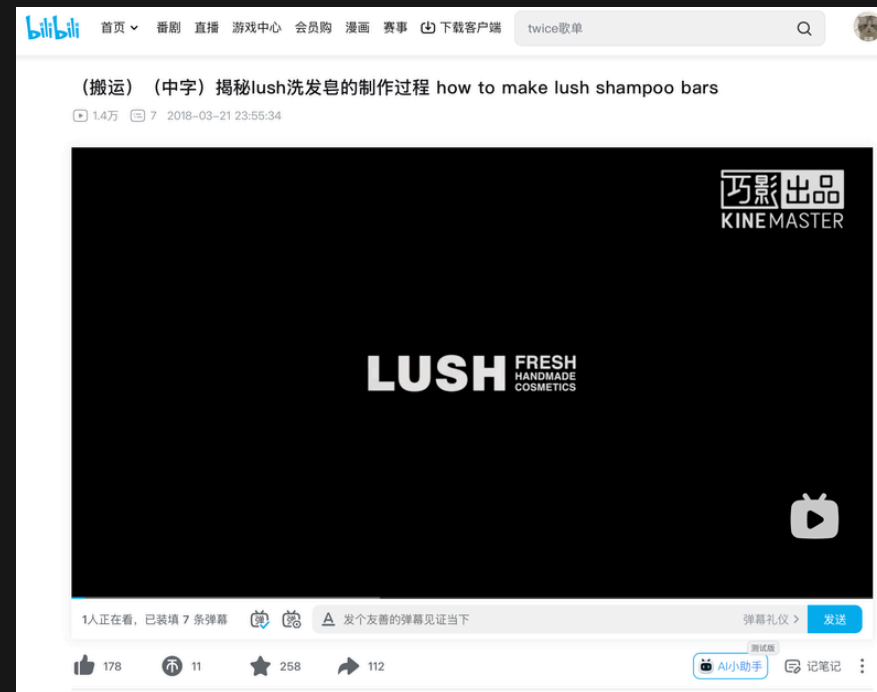 bilibili 首页 番剧 直播 游戏中心 会员购 漫画 赛事 下载客户端 twice歌单
（搬运）（中字）揭秘lush洗发皂的制作过程 how to make lush shampoo bars
1.4万 7 2018-03-21 23:55:34
巧影出品
KINEMASTER
LUSH FRESH
HANDMADE
COSMETICS
1人正在看，已装填 7 条弹幕 弹 弹 A 发个友善的弹幕见证当下 弹幕礼仪 发送
测试版
178 币 11 258 112 AI小助手 记笔记